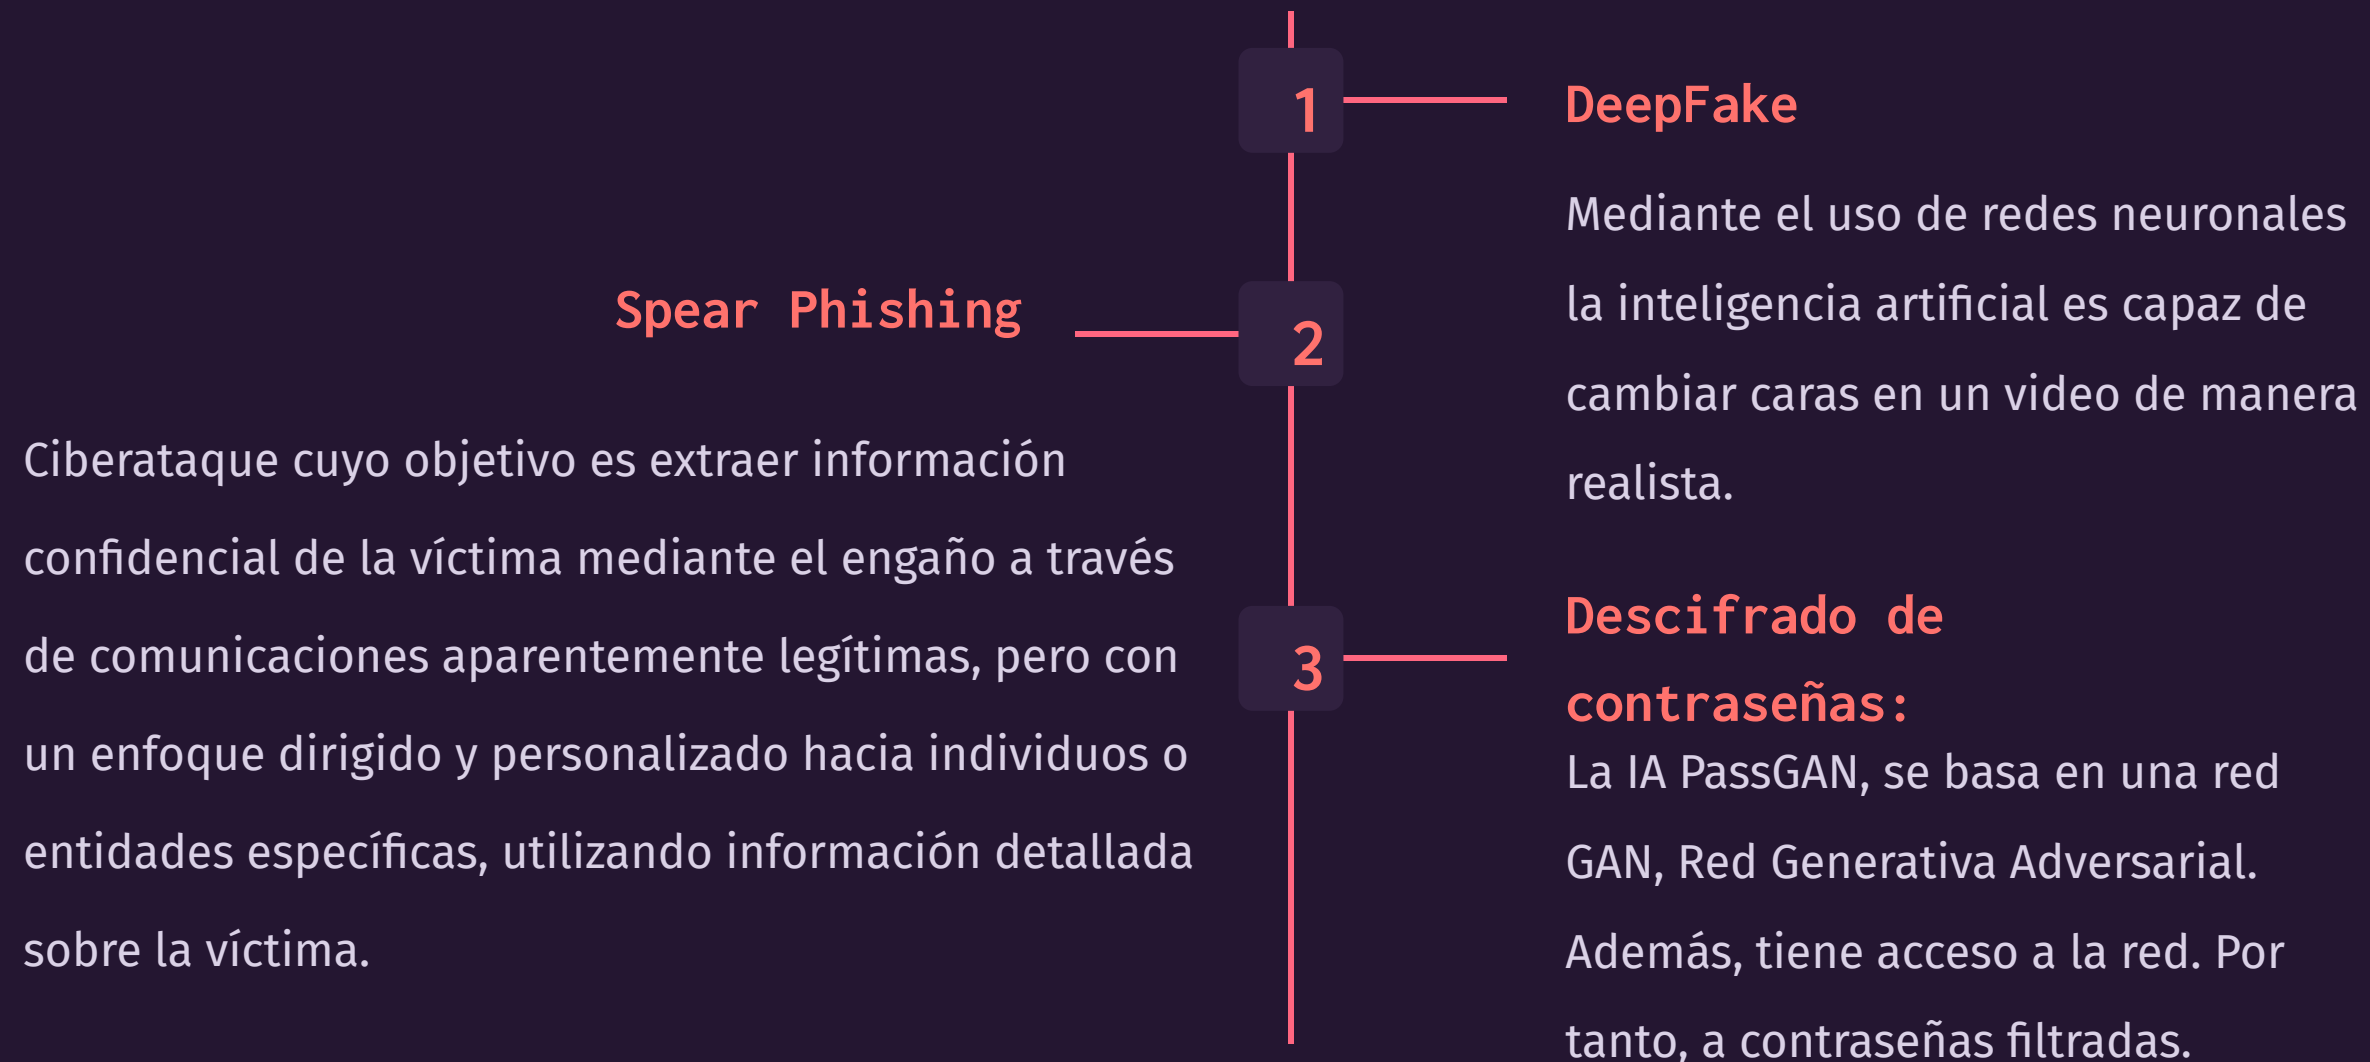 1
DeepFake
Mediante el uso de redes neuronales
la inteligencia artificial es capaz de
cambiar caras en un video de manera
realista.
2
Spear Phishing
Ciberataque cuyo objetivo es extraer información
confidencial de la víctima mediante el engaño a través
de comunicaciones aparentemente legítimas, pero con
un enfoque dirigido y personalizado hacia individuos o
entidades específicas, utilizando información detallada
sobre la víctima.
3
Descifrado de
contraseñas:
La IA PassGAN, se basa en una red
GAN, Red Generativa Adversarial.
Además, tiene acceso a la red. Por
tanto, a contraseñas filtradas.